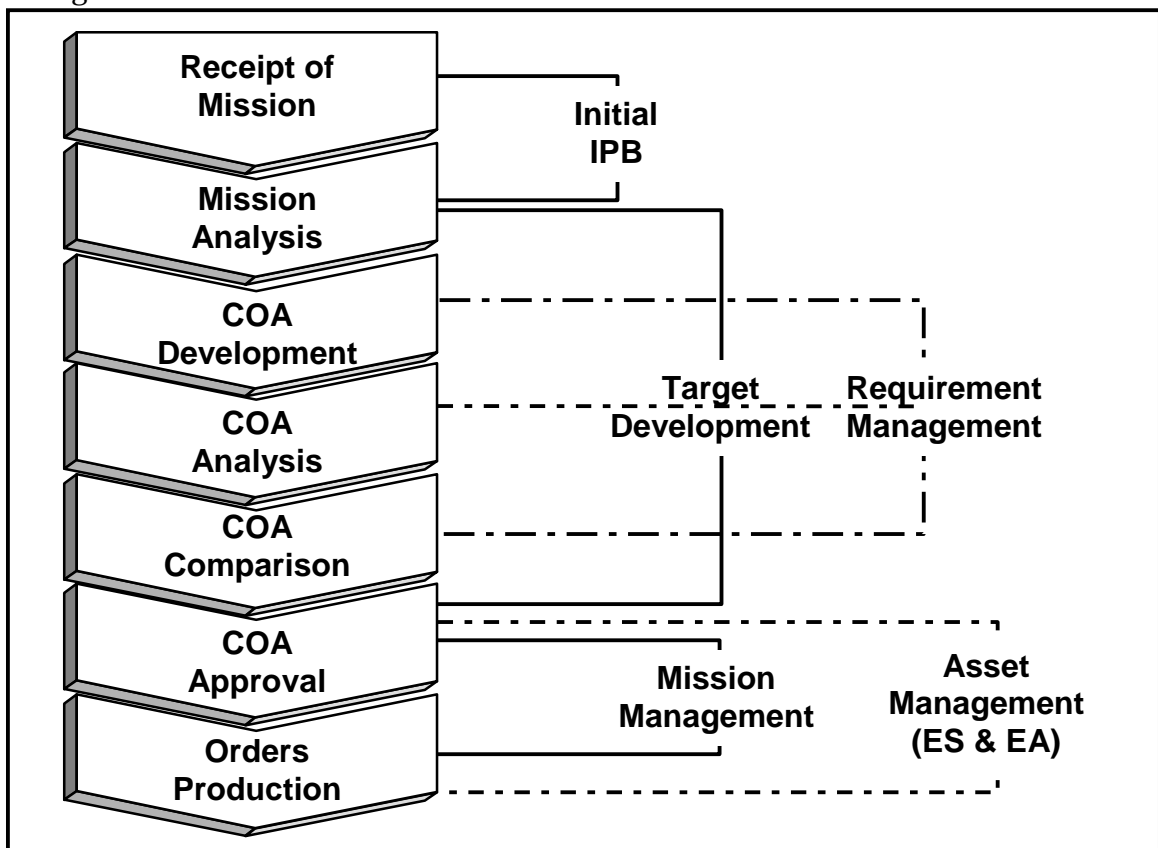 Receipt of
Mission
Initial
IPB
Mission
Analysis
COA
Development
Target
Development
Requirement
Management
COA
Analysis
COA
Comparison
COA
Approval
Mission
Management
Asset
Management
(ES & EA)
Orders
Production